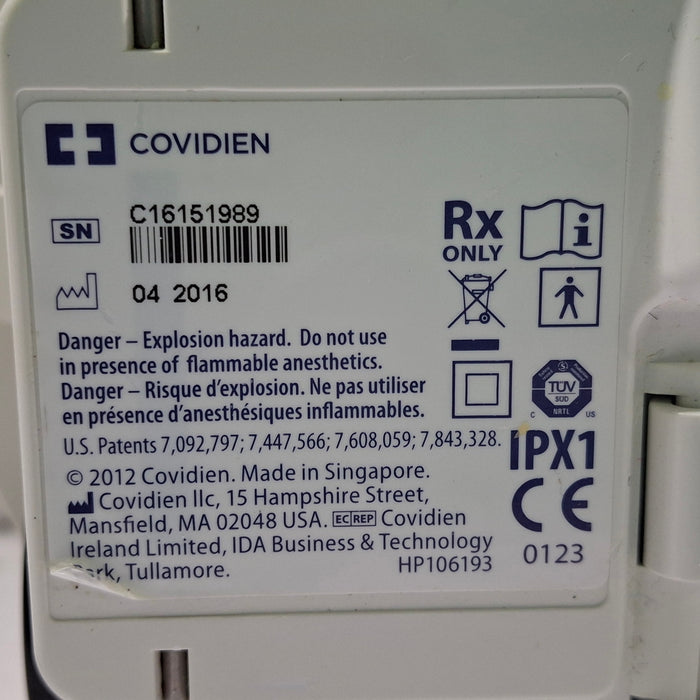 COVIDIEN
SN
C16151989
04 2016
Rx
ONLY
i
Danger – Explosion hazard. Do not use
in presence of flammable anesthetics.
Danger – Risque d'explosion. Ne pas utiliser
en présence d'anesthésiques inflammables.
TÜV
SÜD
C NRTL US
U.S. Patents 7,092,797; 7,447,566; 7,608,059; 7,843,328.
IPX1
© 2012 Covidien. Made in Singapore.
Covidien llc, 15 Hampshire Street,
Mansfield, MA 02048 USA. EC REP Covidien
Ireland Limited, IDA Business & Technology
Park, Tullamore.
HP106193
CE
0123